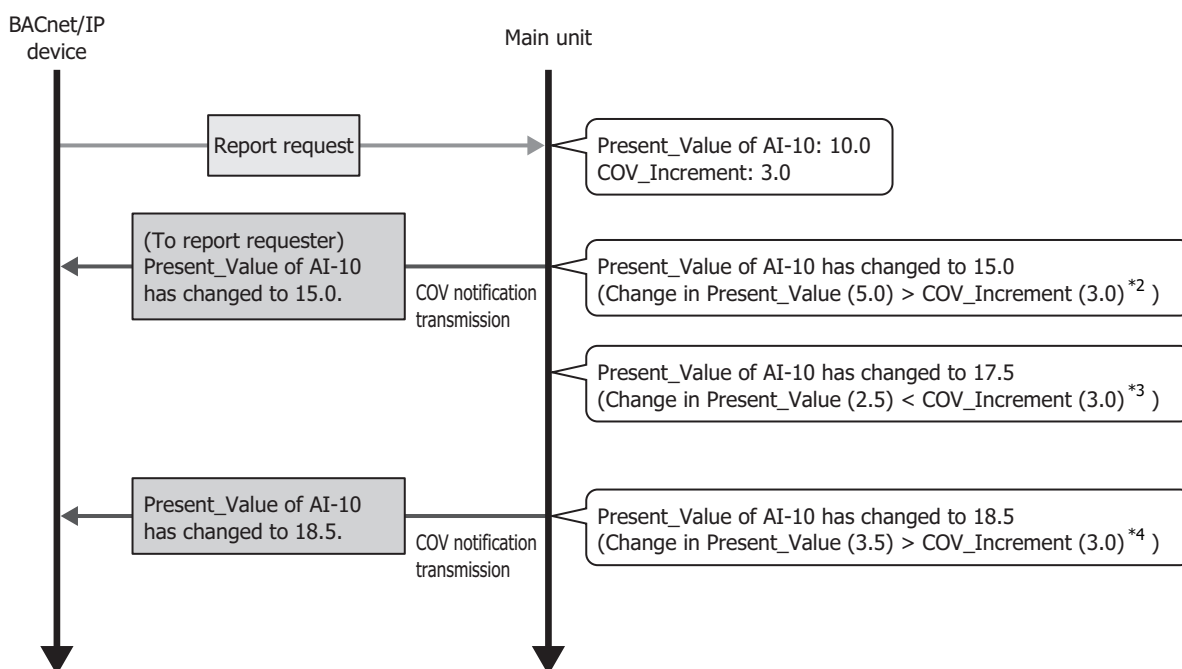 BACnet/IP
device
Main unit
Report request
Present_Value of AI-10: 10.0
COV_Increment: 3.0
(To report requester)
Present_Value of AI-10
has changed to 15.0.
COV notification
transmission
Present_Value of AI-10 has changed to 15.0
(Change in Present_Value (5.0) > COV_Increment (3.0)*2 )
Present_Value of AI-10 has changed to 17.5
(Change in Present_Value (2.5) < COV_Increment (3.0)*3 )
Present_Value of AI-10
has changed to 18.5.
COV notification
transmission
Present_Value of AI-10 has changed to 18.5
(Change in Present_Value (3.5) > COV_Increment (3.0)*4 )